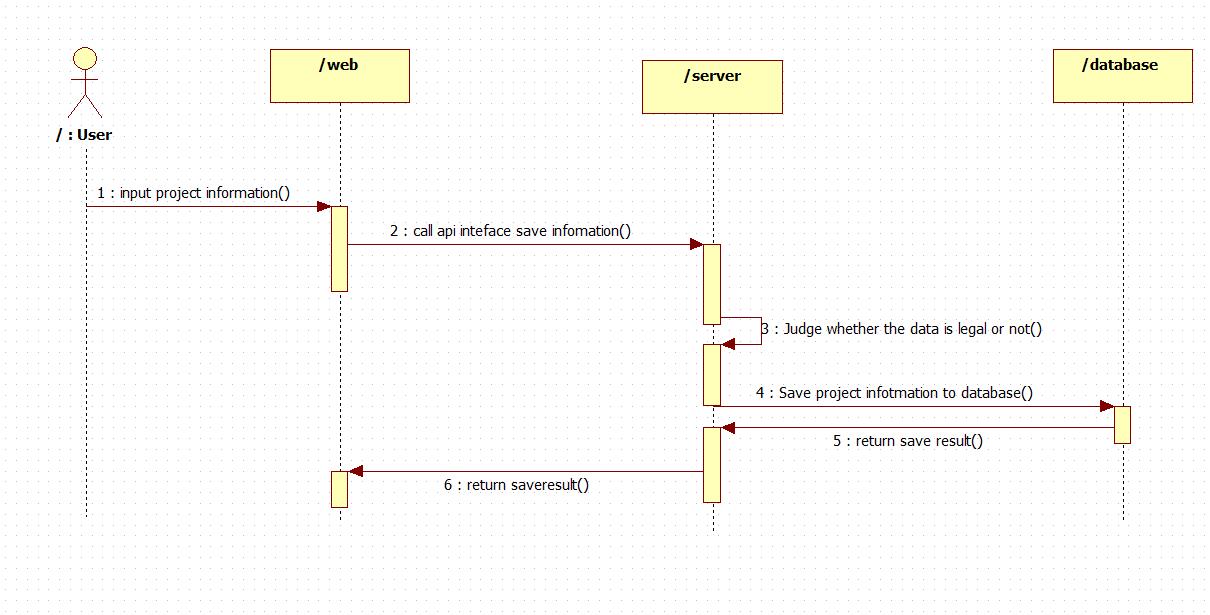 /web
/server
/database
/ : User
1 : input project information()
2 : call api inteface save infomation()
3 : Judge whether the data is legal or not()
4 : Save project infotmation to database()
5 : return save result()
6 : return saveresult()